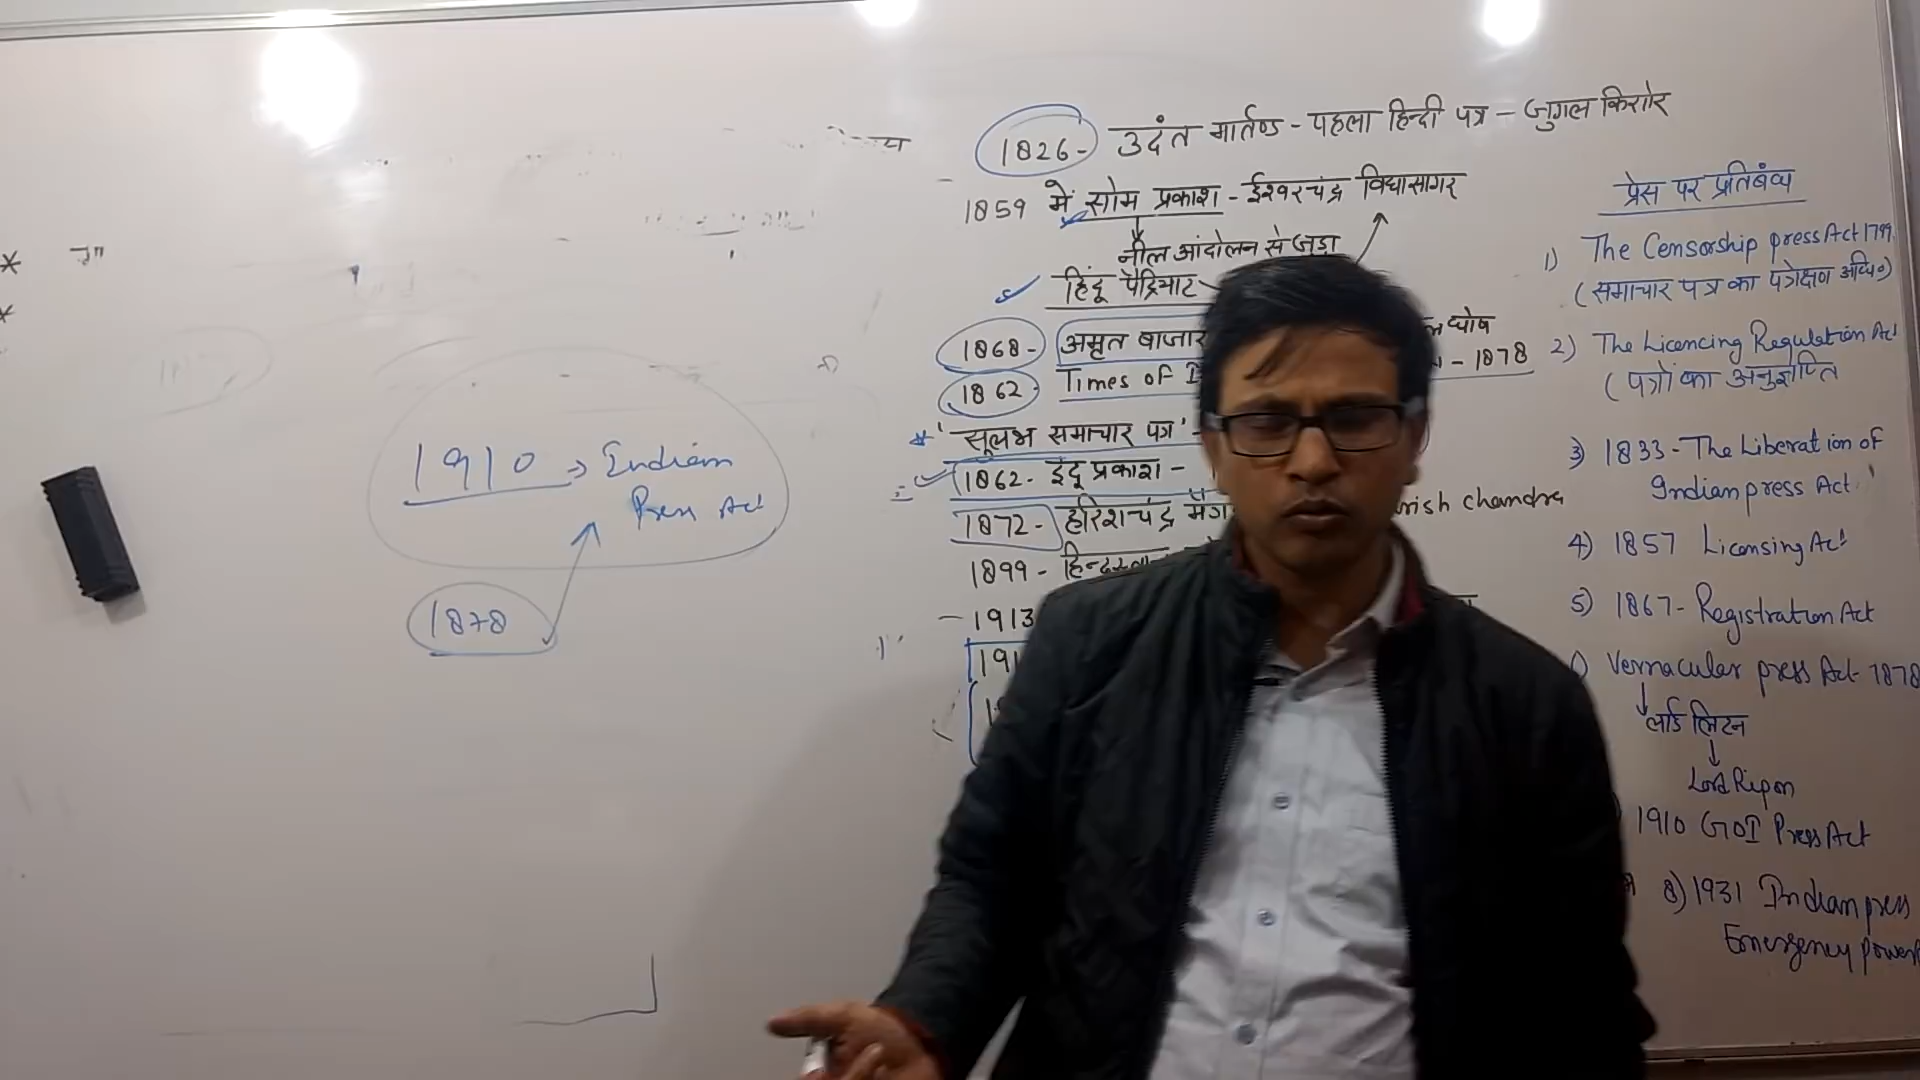 1826- उदंत मार्तण्ड - पहला हिन्दी पत्र - जुगल किशोर
1859 में सोम प्रकाश - ईश्वरचंद्र विद्यासागर
नील आंदोलन से जुड़ा
हिंदू पैट्रियाट
1868- अमृत बाजार घोष
1862- Times of - 1878
* 'सूलभ समाचार पत्र' -
1862- इंदू प्रकाश -
1872- हरिशचंद्र chandra
1899 -
- 1913
1910 → Indian
Press Act
1878
प्रेस पर प्रतिबंध
1) The Censorship press Act 1799
(समाचार पत्र का पत्रेक्षण अधि०)
2) The Licencing Regulation Act
(पत्रों का अनुज्ञप्ति
3) 1833 - The Liberation of
Indian press Act'
4) 1857 Licensing Act
5) 1867 - Registration Act
Vernacular press Act - 1878
↓
लार्ड लिटन
↓
Lord Ripon
1910 GOI Press Act
8) 1931 Indian press
Emergency power